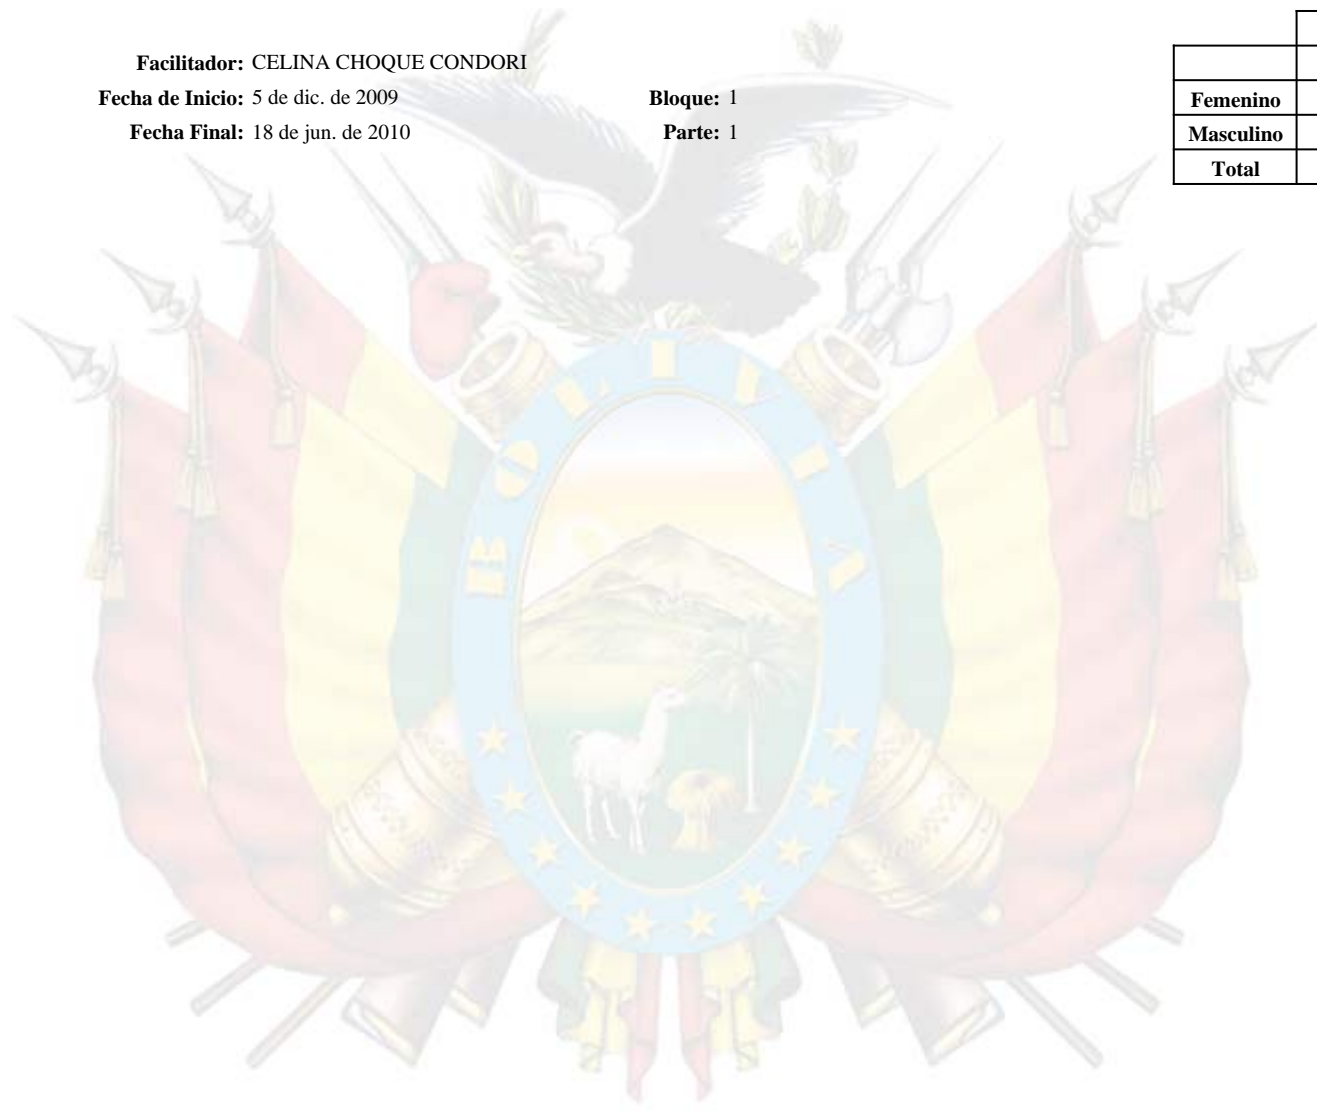 Facilitador: CELINA CHOQUE CONDORI
Fecha de Inicio: 5 de dic. de 2009 Bloque: 1
Fecha Final: 18 de jun. de 2010 Parte: 1
Femenino
Masculino
Total
BOLIVIA